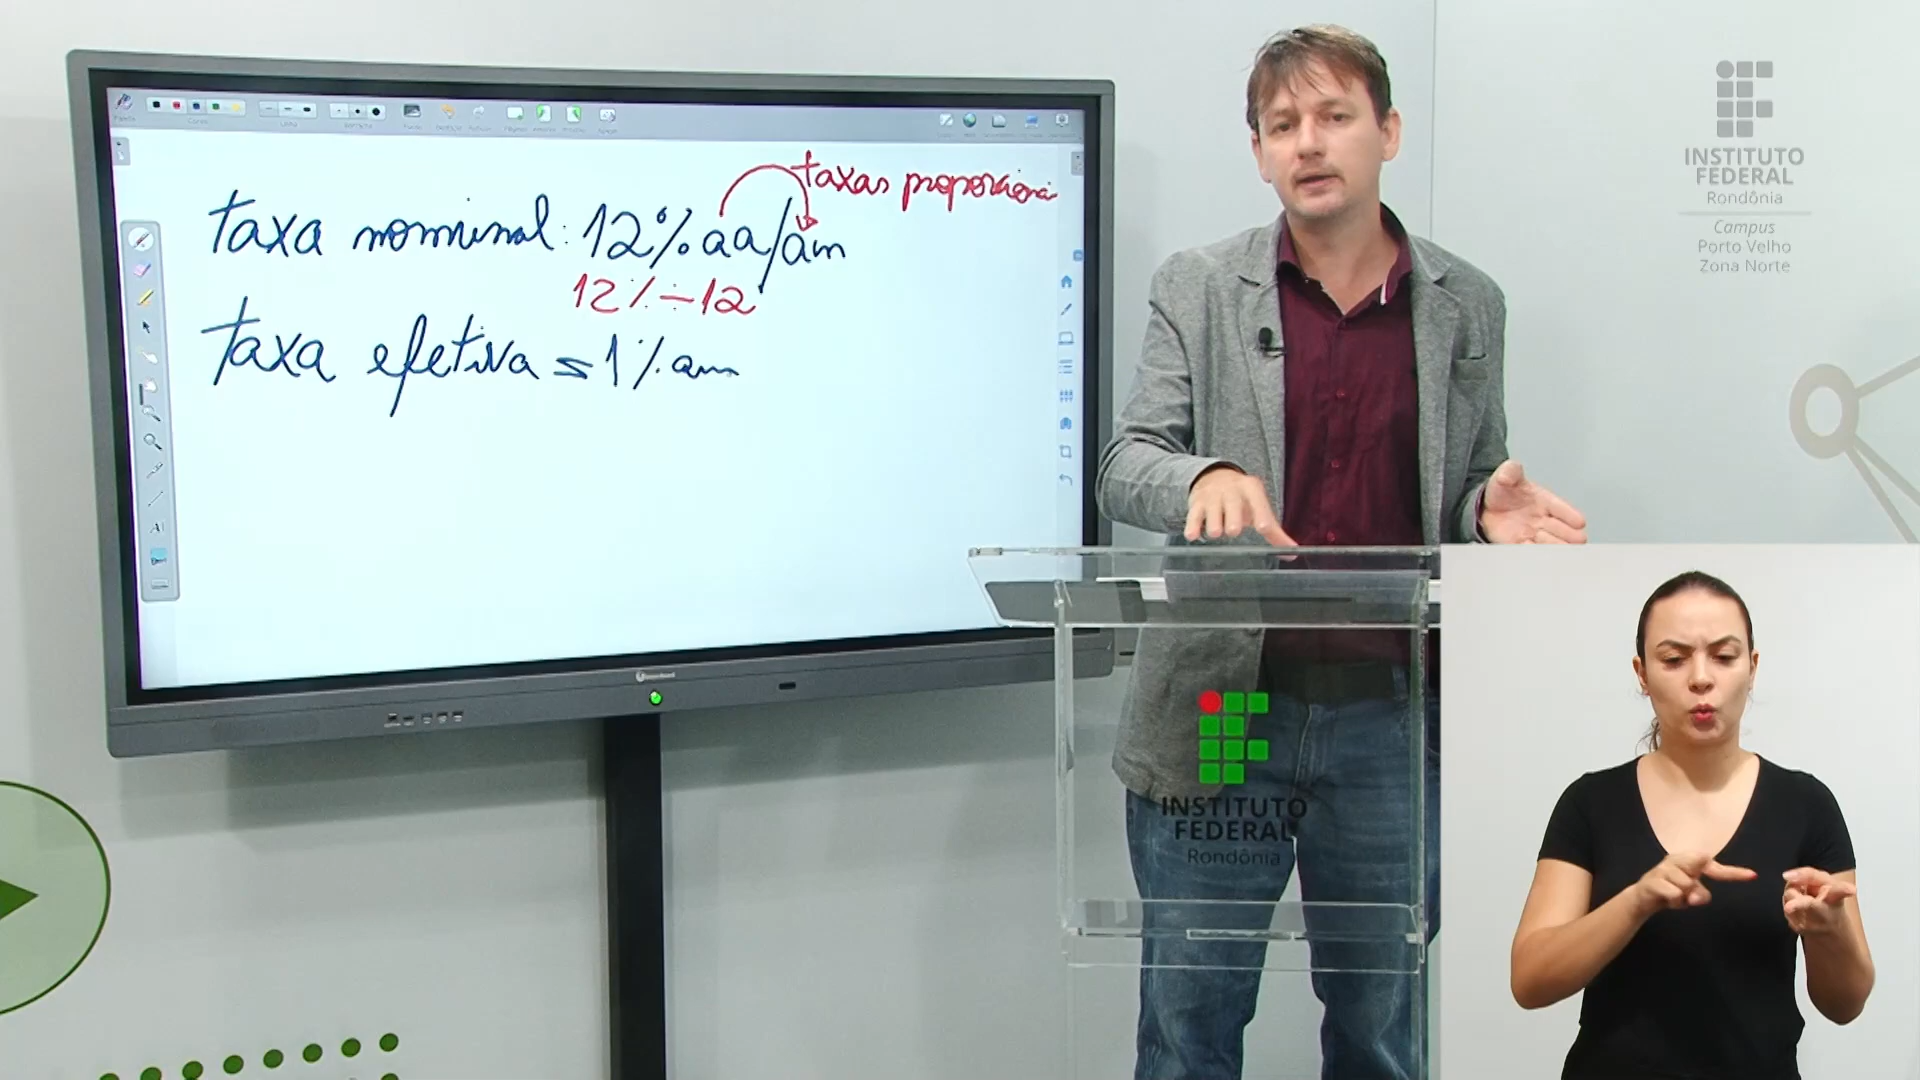 taxas proporciona
taxa nominal: 12% aa/am
12% ÷ 12
taxa efetiva = 1% am
INSTITUTO
FEDERAL
Rondônia
Campus
Porto Velho
Zona Norte
INSTITUTO
FEDERAL
Rondônia